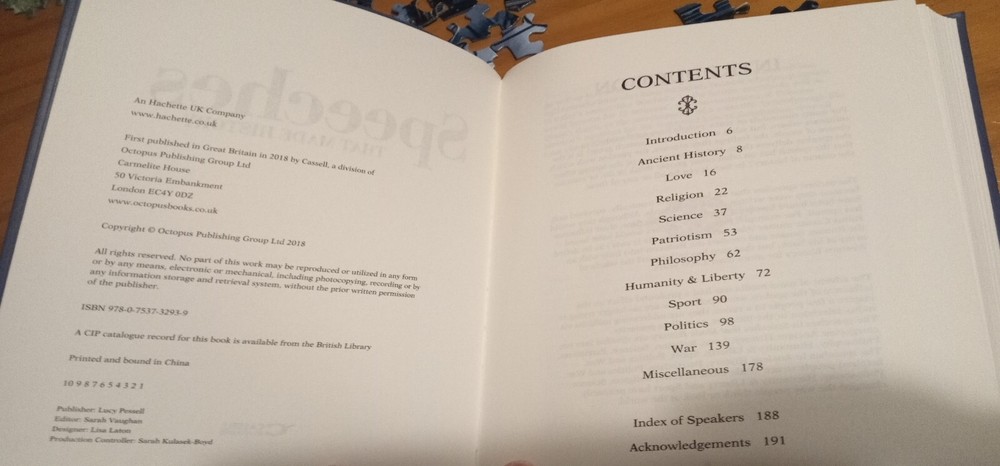 An Hachette UK Company
www.hachette.co.uk
First published in Great Britain in 2018 by Cassell, a division of
Octopus Publishing Group Ltd
Carmelite House
50 Victoria Embankment
London EC4Y 0DZ
www.octopusbooks.co.uk
Copyright © Octopus Publishing Group Ltd 2018
All rights reserved. No part of this work may be reproduced or utilized in any form
or by any means, electronic or mechanical, including photocopying, recording or by
any information storage and retrieval system, without the prior written permission
of the publisher.
ISBN 978-0-7537-3293-9
A CIP catalogue record for this book is available from the British Library
Printed and bound in China
10 9 8 7 6 5 4 3 2 1
Publisher: Lucy Pessell
Editor: Sarah Vaughan
Designer: Lisa Laton
Production Controller: Sarah Kulasek-Boyd
CONTENTS
Introduction 6
Ancient History 8
Love 16
Religion 22
Science 37
Patriotism 53
Philosophy 62
Humanity & Liberty 72
Sport 90
Politics 98
War 139
Miscellaneous 178
Index of Speakers 188
Acknowledgements 191